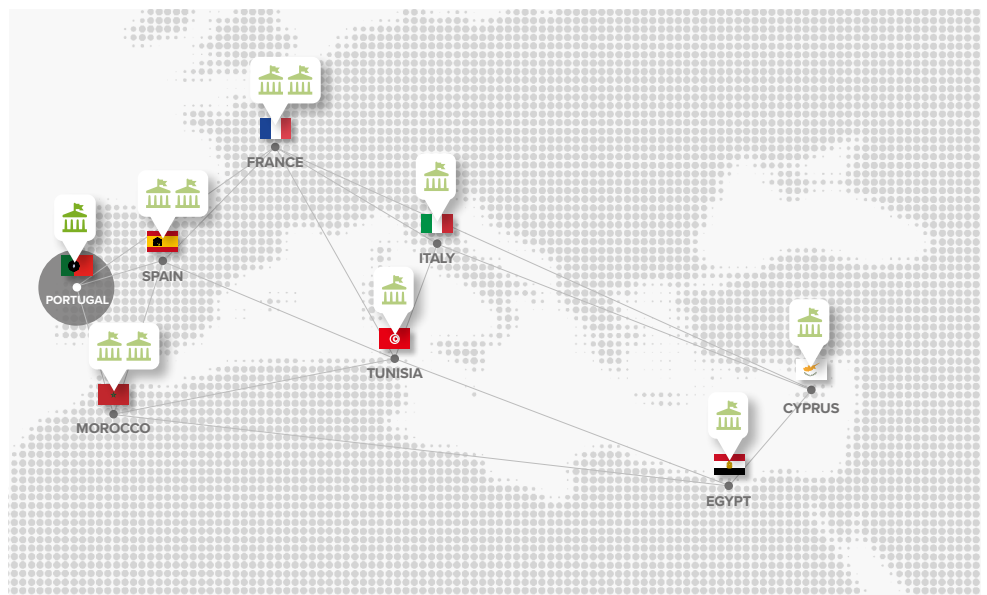 FRANCE
ITALY
SPAIN
PORTUGAL
TUNISIA
CYPRUS
MOROCCO
EGYPT